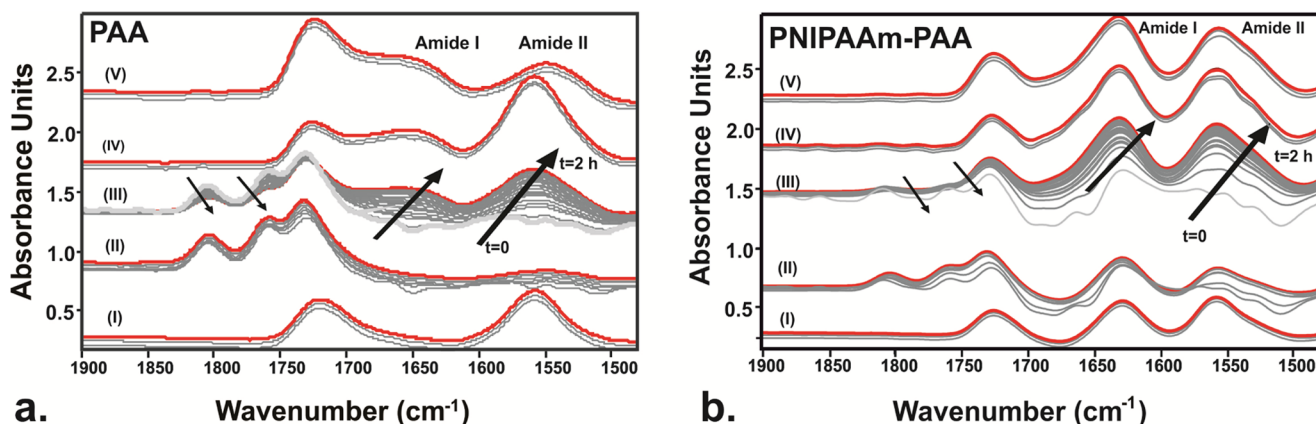 PAA
Amide I
Amide II
2.5
(V)
2.0
(IV)
t=2 h
(III)
1.5
1.0
(II)
t=0
0.5
(I)
1900
1850
1800
1750
1700
1650
1600
1550
1500
Absorbance Units
Wavenumber (cm-1)
a.
PNIPAAm-PAA
Amide I
Amide II
2.5
(V)
2.0
(IV)
t=2 h
(III)
1.5
t=0
1.0
(II)
0.5
(I)
1900
1850
1800
1750
1700
1650
1600
1550
1500
Absorbance Units
Wavenumber (cm-1)
b.